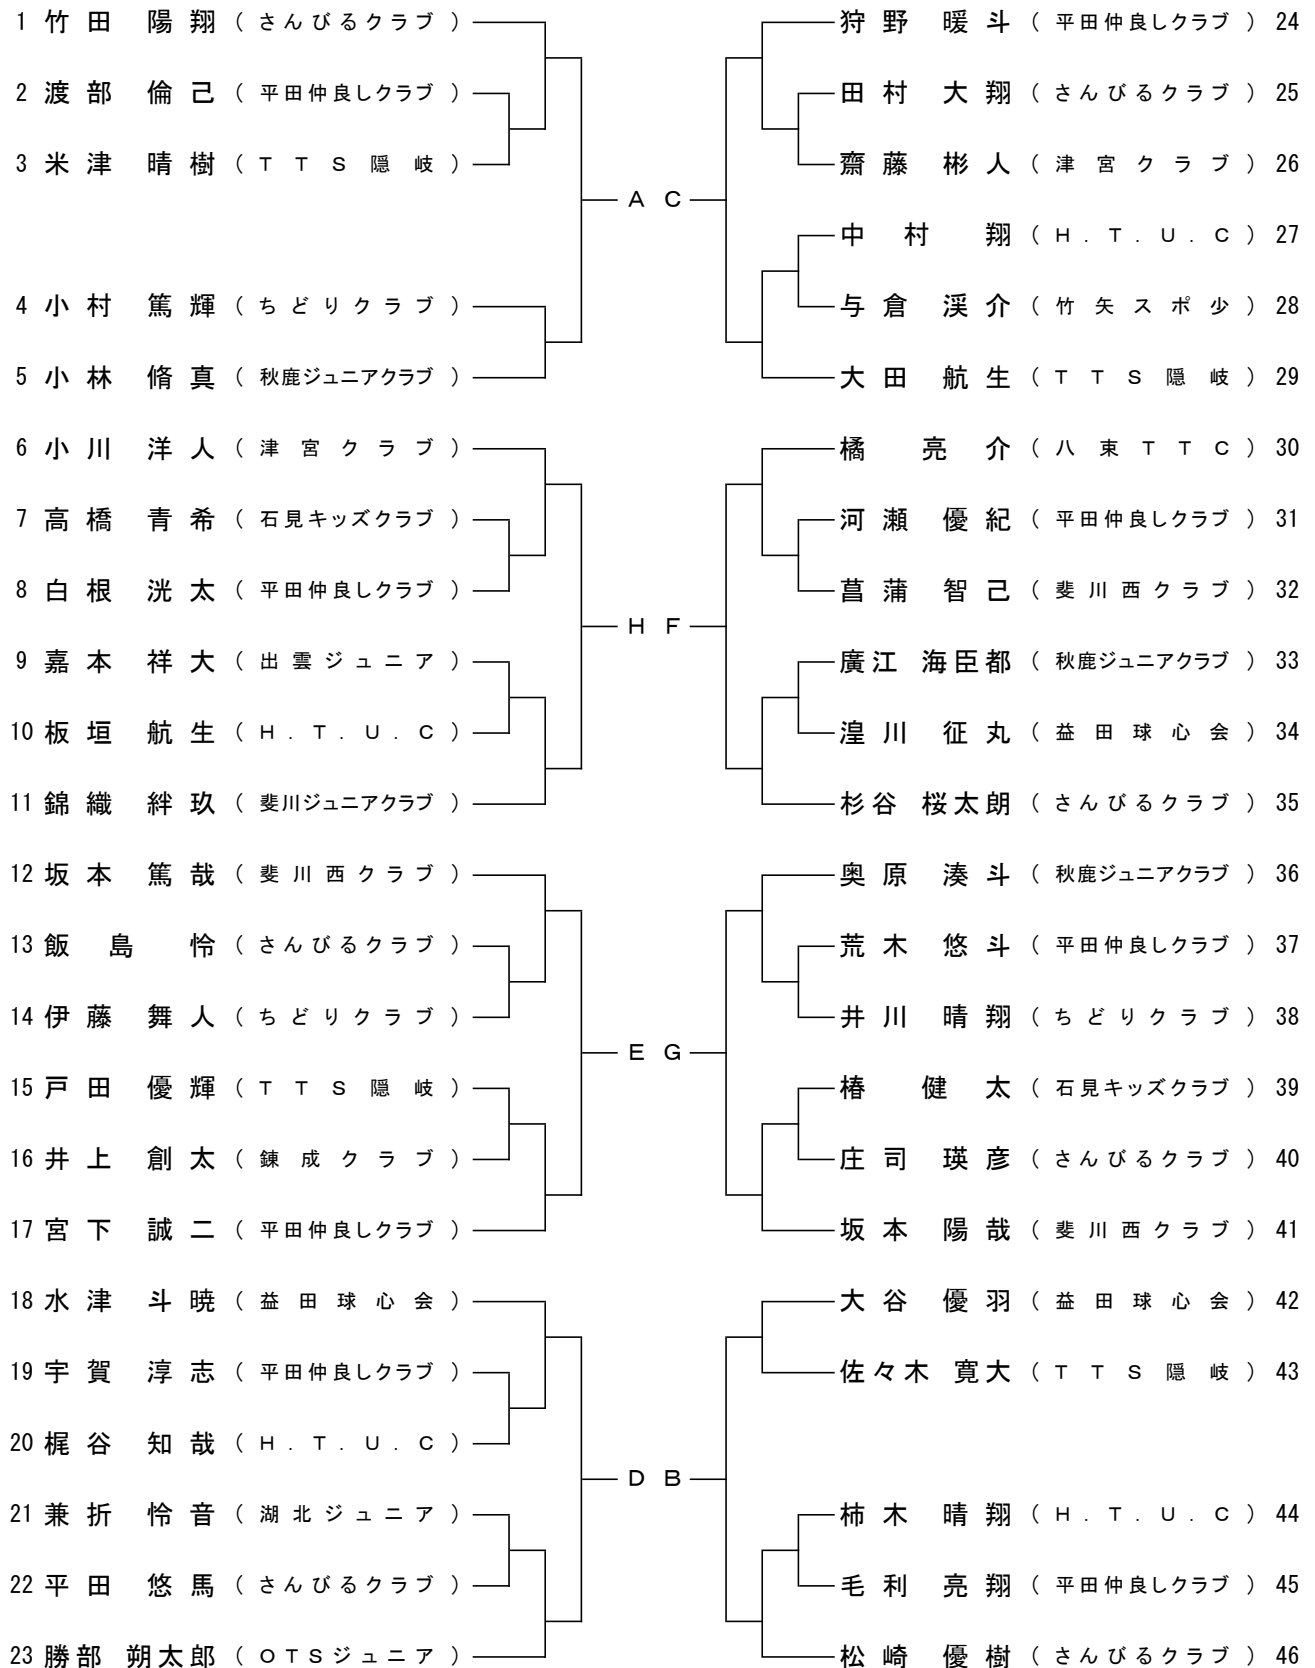 1 竹田 陽翔 （さんびるクラブ）
2 渡部 倫己 （平田仲良しクラブ）
3 米津 晴樹 （ＴＴＳ隠岐）
4 小村 篤輝 （ちどりクラブ）
5 小林 脩真 （秋鹿ジュニアクラブ）
A
6 小川 洋人 （津宮クラブ）
7 高橋 青希 （石見キッズクラブ）
8 白根 洸太 （平田仲良しクラブ）
9 嘉本 祥大 （出雲ジュニア）
10 板垣 航生 （Ｈ．Ｔ．Ｕ．Ｃ）
11 錦織 絆玖 （斐川ジュニアクラブ）
H
12 坂本 篤哉 （斐川西クラブ）
13 飯島 怜 （さんびるクラブ）
14 伊藤 舞人 （ちどりクラブ）
15 戸田 優輝 （ＴＴＳ隠岐）
16 井上 創太 （錬成クラブ）
17 宮下 誠二 （平田仲良しクラブ）
E
18 水津 斗暁 （益田球心会）
19 宇賀 淳志 （平田仲良しクラブ）
20 梶谷 知哉 （Ｈ．Ｔ．Ｕ．Ｃ）
21 兼折 怜音 （湖北ジュニア）
22 平田 悠馬 （さんびるクラブ）
23 勝部 朔太郎 （ＯＴＳジュニア）
D
狩野 暖斗 （平田仲良しクラブ） 24
田村 大翔 （さんびるクラブ） 25
齋藤 彬人 （津宮クラブ） 26
中村 翔 （Ｈ．Ｔ．Ｕ．Ｃ） 27
与倉 渓介 （竹矢スポ少） 28
大田 航生 （ＴＴＳ隠岐） 29
C
橘 亮介 （八束ＴＴＣ） 30
河瀬 優紀 （平田仲良しクラブ） 31
菖蒲 智己 （斐川西クラブ） 32
廣江 海臣都 （秋鹿ジュニアクラブ） 33
湟川 征丸 （益田球心会） 34
杉谷 桜太朗 （さんびるクラブ） 35
F
奥原 湊斗 （秋鹿ジュニアクラブ） 36
荒木 悠斗 （平田仲良しクラブ） 37
井川 晴翔 （ちどりクラブ） 38
椿 健太 （石見キッズクラブ） 39
庄司 瑛彦 （さんびるクラブ） 40
坂本 陽哉 （斐川西クラブ） 41
G
大谷 優羽 （益田球心会） 42
佐々木 寛大 （ＴＴＳ隠岐） 43
柿木 晴翔 （Ｈ．Ｔ．Ｕ．Ｃ） 44
毛利 亮翔 （平田仲良しクラブ） 45
松崎 優樹 （さんびるクラブ） 46
B